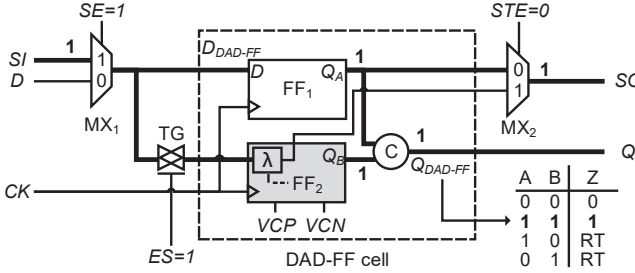 SE=1
STE=0
SI
1
1
D
0
MX1
DDAD-FF
D
QA
FF1
1
0
1
1
MX2
SO
TG
λ
QB
FF2
1
C
1
Q
QDAD-FF
CK
ES=1
VCP
VCN
DAD-FF cell
A B Z
0 0 0
1 1 1
1 0 RT
0 1 RT